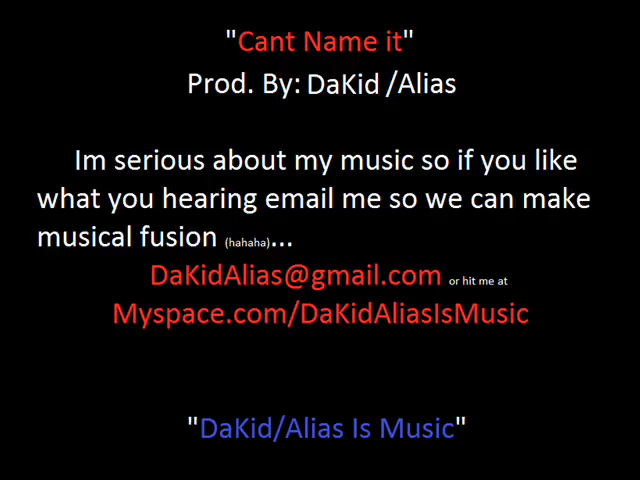 "Cant Name it"
Prod. By: DaKid /Alias
Im serious about my music so if you like
what you hearing email me so we can make
musical fusion (hahaha)...
DaKidAlias@gmail.com or hit me at
Myspace.com/DaKidAliasIsMusic
"DaKid/Alias Is Music"